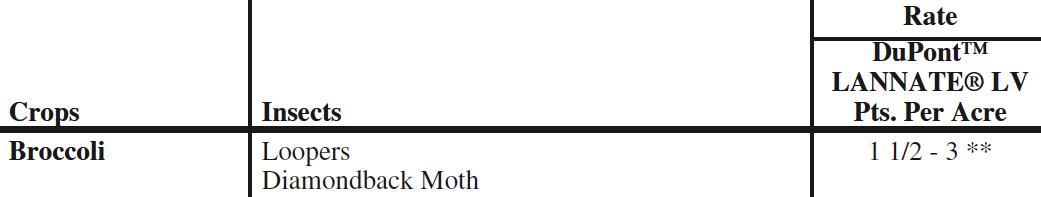 Rate
DuPont™
LANNATE® LV
Crops Insects Pts. Per Acre
Broccoli Loopers 1 1/2 - 3 **
Diamondback Moth